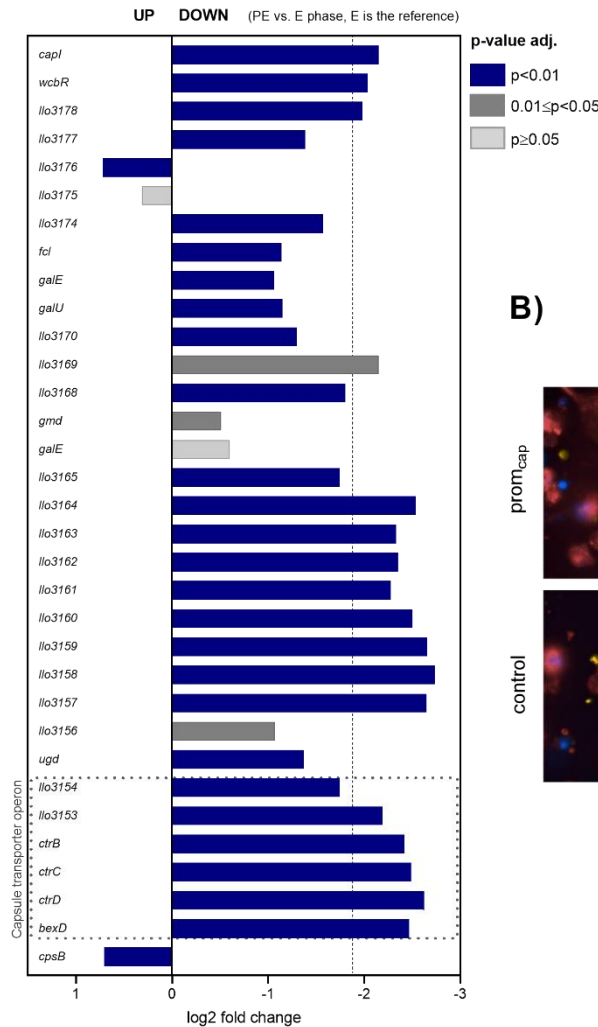 UP DOWN (PE vs. E phase, E is the reference)
p-value adj.
p<0.01
0.01≤p<0.05
p≥0.05
capI
wcbR
llo3178
llo3177
llo3176
llo3175
llo3174
fcl
galE
galU
llo3170
llo3169
llo3168
gmd
galE
llo3165
llo3164
llo3163
llo3162
llo3161
llo3160
llo3159
llo3158
llo3157
llo3156
ugd
Capsule transporter operon
llo3154
llo3153
ctrB
ctrC
ctrD
bexD
cpsB
1 0 -1 -2 -3
log2 fold change
B)
prom_cap
control